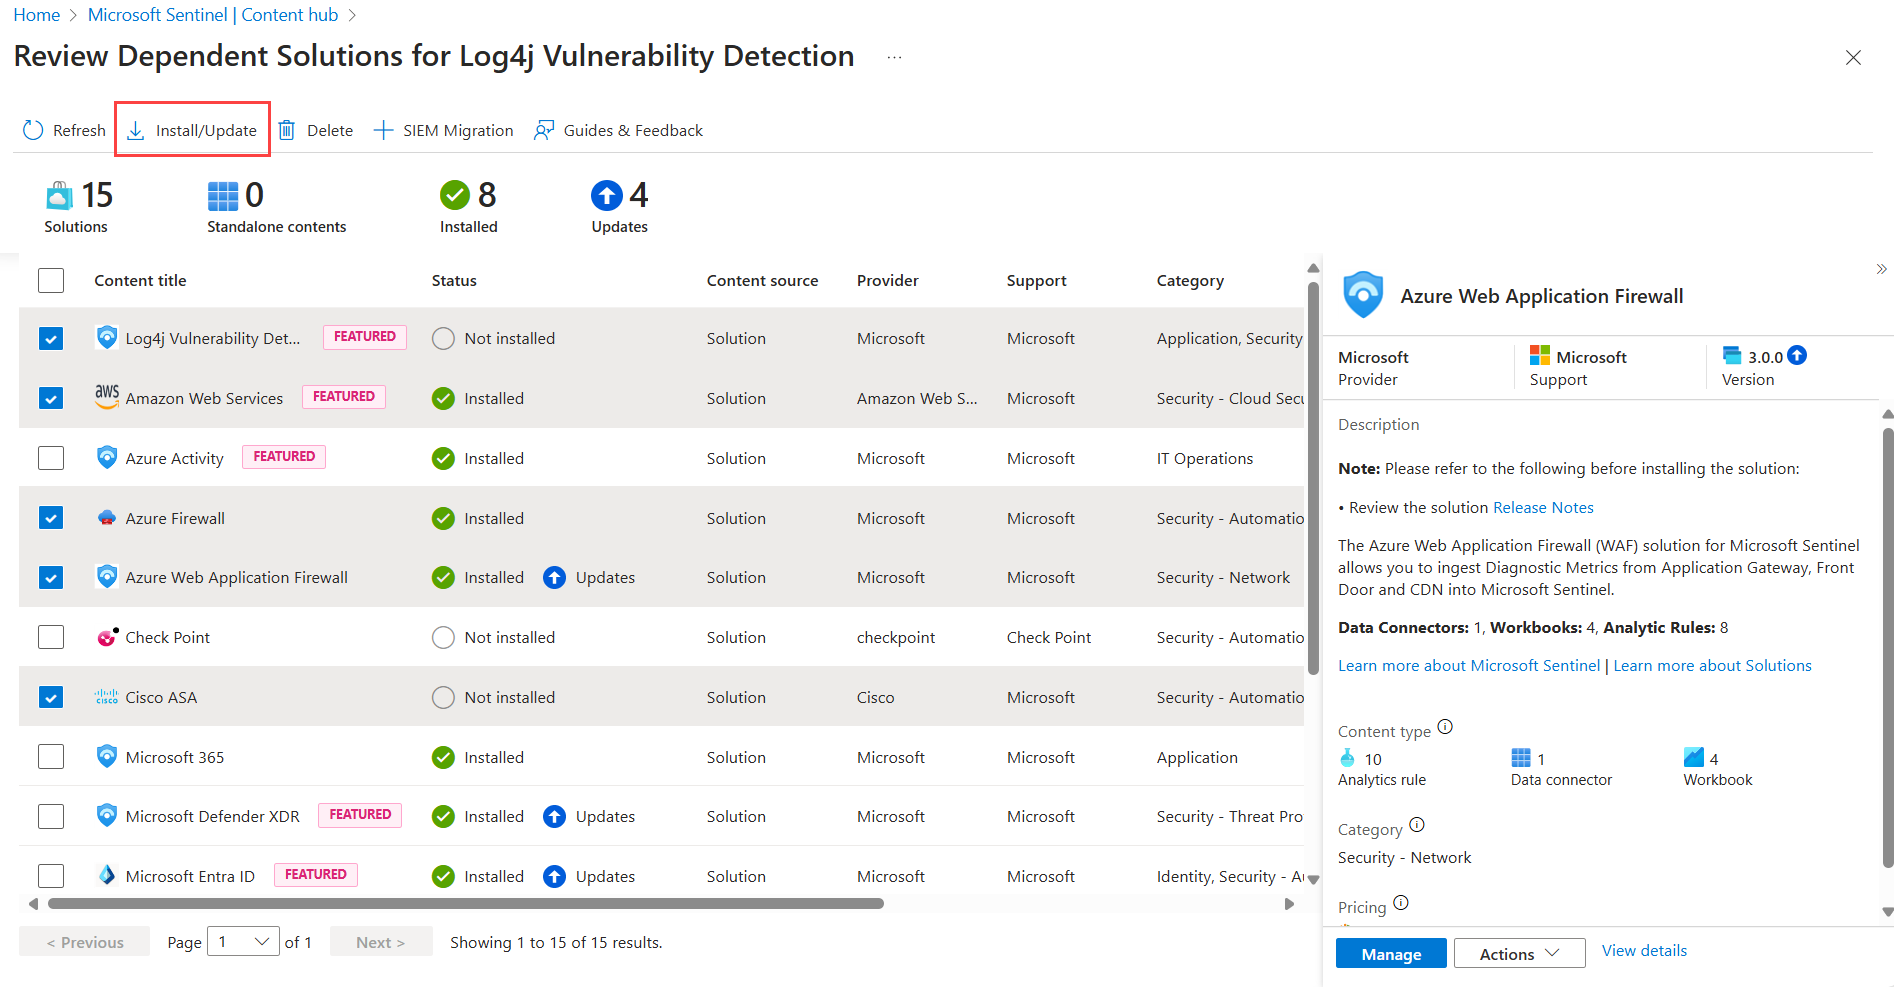 Home > Microsoft Sentinel | Content hub >
Review Dependent Solutions for Log4j Vulnerability Detection ...
Refresh Install/Update Delete SIEM Migration Guides & Feedback
15 0 8 4
Solutions Standalone contents Installed Updates
Content title Status Content source Provider Support Category
Log4j Vulnerability Det... FEATURED Not installed Solution Microsoft Microsoft Application, Security
aws Amazon Web Services FEATURED Installed Solution Amazon Web S... Microsoft Security - Cloud Secu
Azure Activity FEATURED Installed Solution Microsoft Microsoft IT Operations
Azure Firewall Installed Solution Microsoft Microsoft Security - Automatio
Azure Web Application Firewall Installed Updates Solution Microsoft Microsoft Security - Network
Check Point Not installed Solution checkpoint Check Point Security - Automatio
CISCO Cisco ASA Not installed Solution Cisco Microsoft Security - Automatio
Microsoft 365 Installed Solution Microsoft Microsoft Application
Microsoft Defender XDR FEATURED Installed Updates Solution Microsoft Microsoft Security - Threat Pro
Microsoft Entra ID FEATURED Installed Updates Solution Microsoft Microsoft Identity, Security - Au
< Previous Page 1 of 1 Next > Showing 1 to 15 of 15 results.
Azure Web Application Firewall
Microsoft Microsoft 3.0.0
Provider Support Version
Description
Note: Please refer to the following before installing the solution:
• Review the solution Release Notes
The Azure Web Application Firewall (WAF) solution for Microsoft Sentinel
allows you to ingest Diagnostic Metrics from Application Gateway, Front
Door and CDN into Microsoft Sentinel.
Data Connectors: 1, Workbooks: 4, Analytic Rules: 8
Learn more about Microsoft Sentinel | Learn more about Solutions
Content type
10 1 4
Analytics rule Data connector Workbook
Category
Security - Network
Pricing
Manage Actions View details